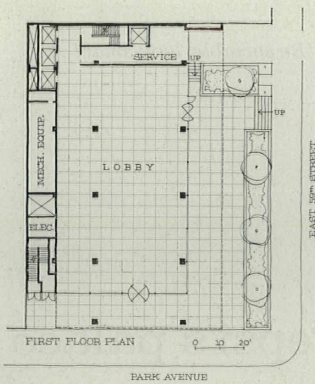 SERVICE
UP
UP
MECH. EQUIP.
LOBBY
ELEC.
EAST 59TH STREET
FIRST FLOOR PLAN
0 10 20'
PARK AVENUE